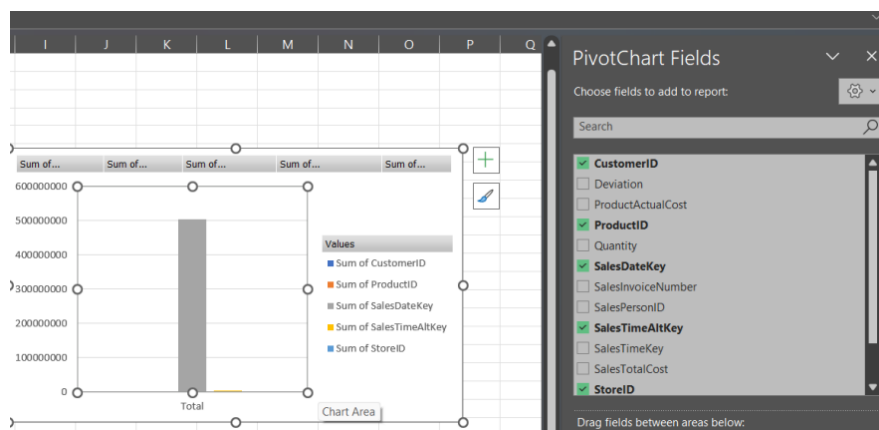 I J K L M N O P Q
PivotChart Fields
Choose fields to add to report:
Search
Sum of... Sum of... Sum of... Sum of... Sum of...
600000000
500000000
400000000
300000000
200000000
100000000
0
Total
Values
Sum of CustomerID
Sum of ProductID
Sum of SalesDateKey
Sum of SalesTimeAltKey
Sum of StoreID
Chart Area
CustomerID
Deviation
ProductActualCost
ProductID
Quantity
SalesDateKey
SalesInvoiceNumber
SalesPersonID
SalesTimeAltKey
SalesTimeKey
SalesTotalCost
StoreID
Drag fields between areas below: